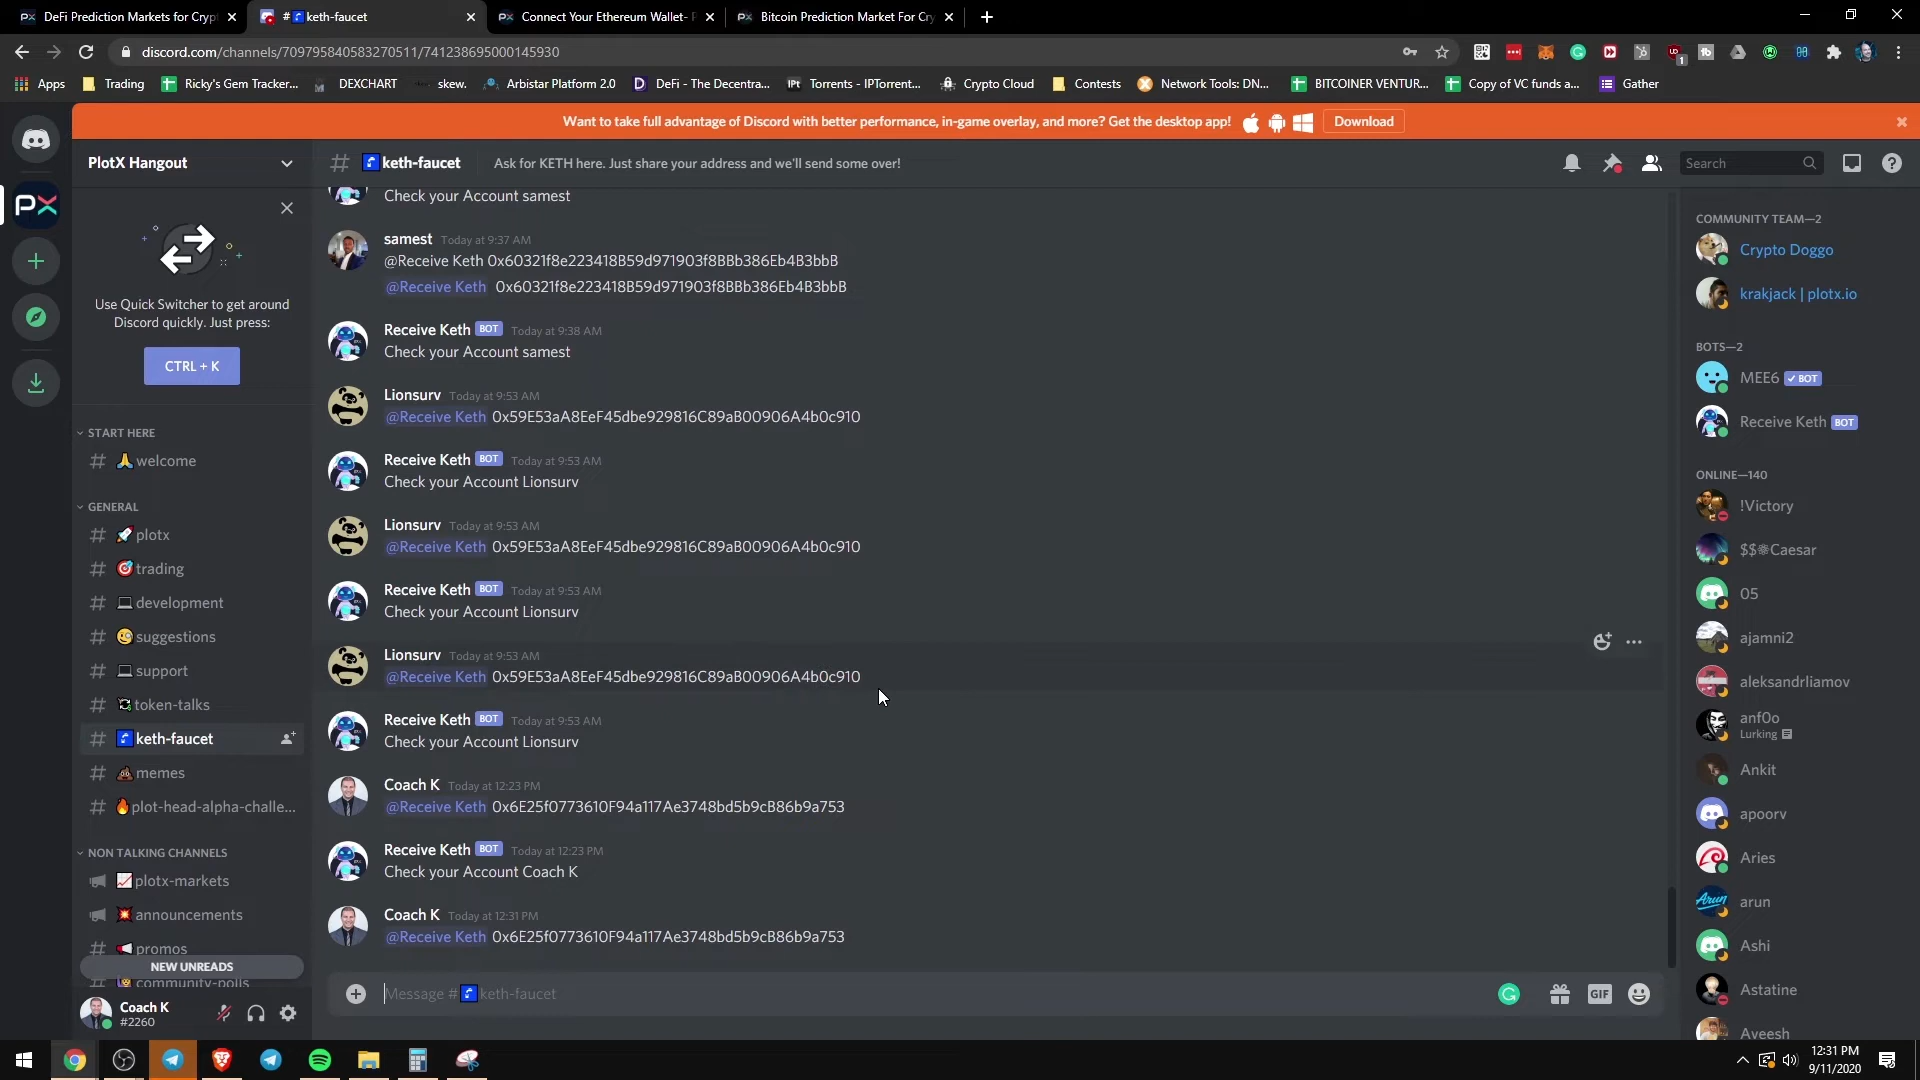 DeFi Prediction Markets for Crypt
# keth-faucet
Connect Your Ethereum Wallet- P
Bitcoin Prediction Market For Cry
discord.com/channels/709795840583270511/741238695000145930
Apps
Trading
Ricky's Gem Tracker...
DEXCHART
skew.
Arbistar Platform 2.0
DeFi - The Decentra...
Torrents - IPTorrent...
Crypto Cloud
Contests
Network Tools: DN...
BITCOINER VENTUR...
Copy of VC funds a...
Gather
Want to take full advantage of Discord with better performance, in-game overlay, and more? Get the desktop app!
Download
PlotX Hangout
keth-faucet
Ask for KETH here. Just share your address and we'll send some over!
Search
PX
Use Quick Switcher to get around
Discord quickly. Just press:
CTRL + K
START HERE
welcome
GENERAL
plotx
trading
development
suggestions
support
token-talks
keth-faucet
memes
plot-head-alpha-challe...
NON TALKING CHANNELS
plotx-markets
announcements
promos
NEW UNREADS
community-polls
Coach K
#2260
Check your Account samest
samest Today at 9:37 AM
@Receive Keth 0x60321f8e223418B59d971903f8BBb386Eb4B3bbB
@Receive Keth 0x60321f8e223418B59d971903f8BBb386Eb4B3bbB
Receive Keth BOT Today at 9:38 AM
Check your Account samest
Lionsurv Today at 9:53 AM
@Receive Keth 0x59E53aA8EeF45dbe929816C89aB00906A4b0c910
Receive Keth BOT Today at 9:53 AM
Check your Account Lionsurv
Lionsurv Today at 9:53 AM
@Receive Keth 0x59E53aA8EeF45dbe929816C89aB00906A4b0c910
Receive Keth BOT Today at 9:53 AM
Check your Account Lionsurv
Lionsurv Today at 9:53 AM
@Receive Keth 0x59E53aA8EeF45dbe929816C89aB00906A4b0c910
Receive Keth BOT Today at 9:53 AM
Check your Account Lionsurv
Coach K Today at 12:23 PM
@Receive Keth 0x6E25f0773610F94a117Ae3748bd5b9cB86b9a753
Receive Keth BOT Today at 12:23 PM
Check your Account Coach K
Coach K Today at 12:31 PM
@Receive Keth 0x6E25f0773610F94a117Ae3748bd5b9cB86b9a753
Message # keth-faucet
GIF
COMMUNITY TEAM—2
Crypto Doggo
krakjack | plotx.io
BOTS—2
MEE6 BOT
Receive Keth BOT
ONLINE—140
!Victory
$$⚛Caesar
05
ajamni2
aleksandrliamov
anf0o
Lurking
Ankit
apoorv
Aries
arun
Ashi
Astatine
Aveesh
12:31 PM
9/11/2020